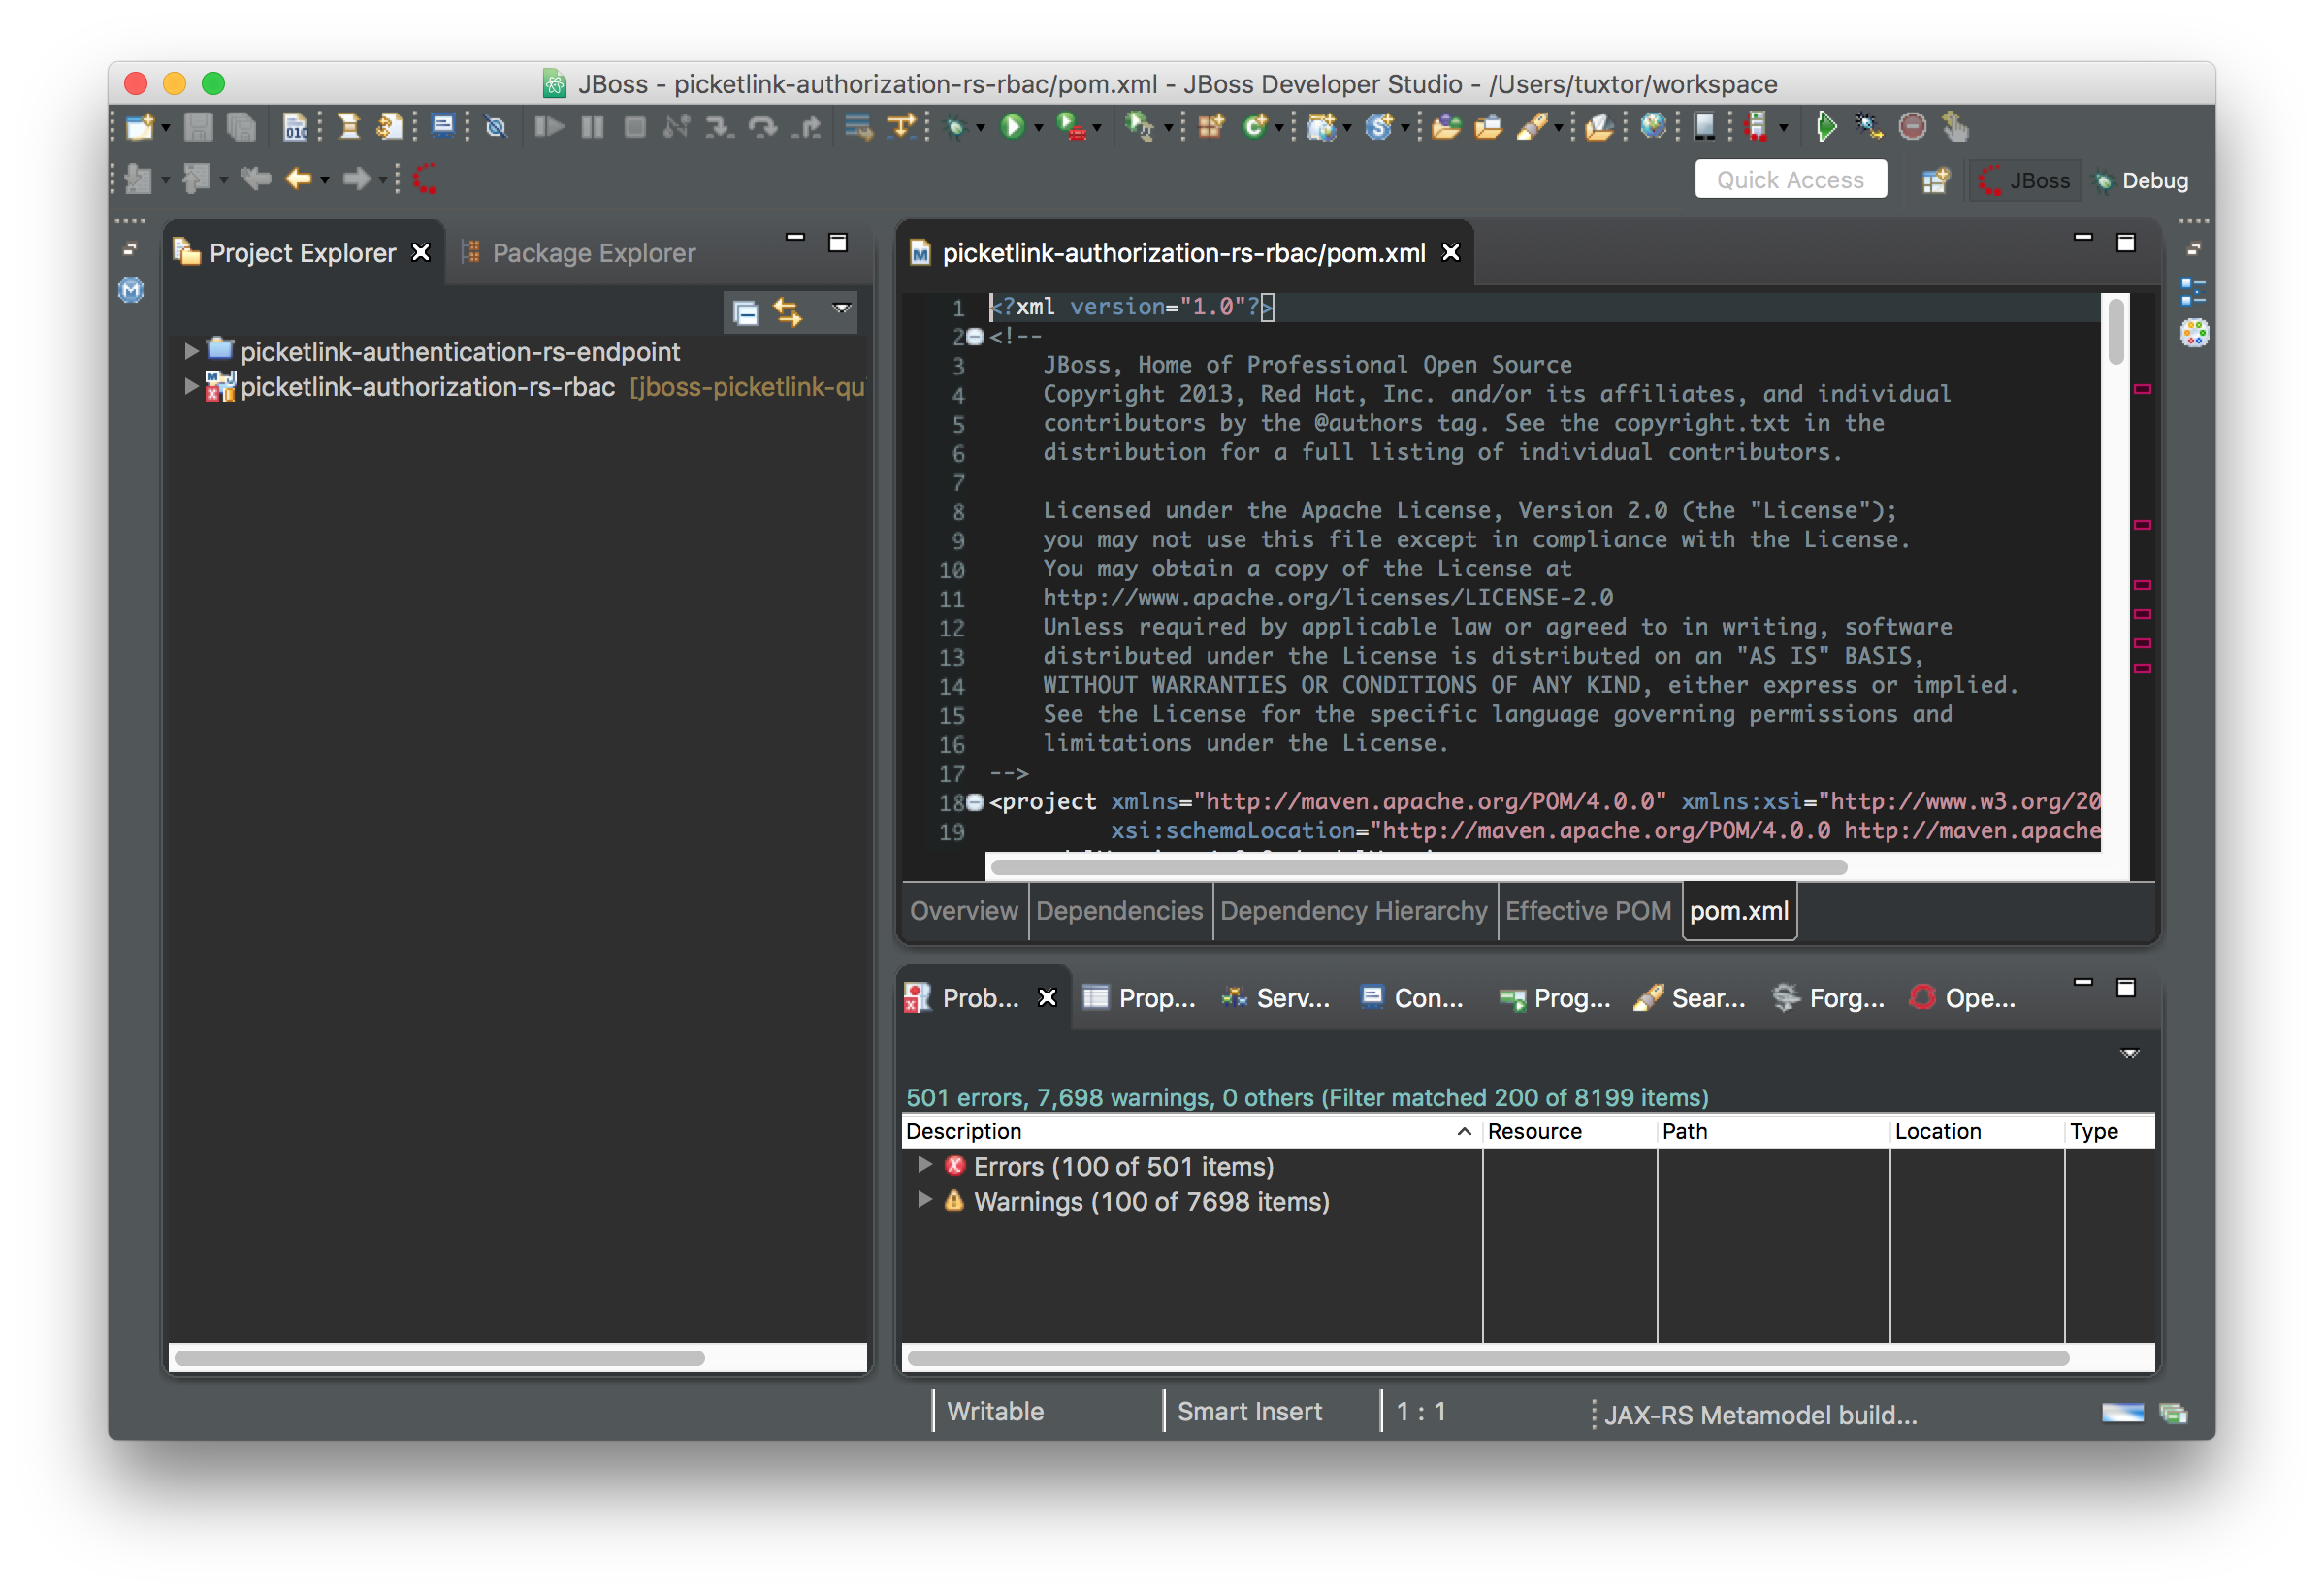 JBoss - picketlink-authorization-rs-rbac/pom.xml - JBoss Developer Studio - /Users/tuxtor/workspace
Quick Access
JBoss
Debug
Project Explorer
Package Explorer
picketlink-authentication-rs-endpoint
picketlink-authorization-rs-rbac [jboss-picketlink-qu
picketlink-authorization-rs-rbac/pom.xml
1 <?xml version="1.0"?>
2 <!--
3 JBoss, Home of Professional Open Source
4 Copyright 2013, Red Hat, Inc. and/or its affiliates, and individual
5 contributors by the @authors tag. See the copyright.txt in the
6 distribution for a full listing of individual contributors.
7
8 Licensed under the Apache License, Version 2.0 (the "License");
9 you may not use this file except in compliance with the License.
10 You may obtain a copy of the License at
11 http://www.apache.org/licenses/LICENSE-2.0
12 Unless required by applicable law or agreed to in writing, software
13 distributed under the License is distributed on an "AS IS" BASIS,
14 WITHOUT WARRANTIES OR CONDITIONS OF ANY KIND, either express or implied.
15 See the License for the specific language governing permissions and
16 limitations under the License.
17 -->
18 <project xmlns="http://maven.apache.org/POM/4.0.0" xmlns:xsi="http://www.w3.org/20
19 xsi:schemaLocation="http://maven.apache.org/POM/4.0.0 http://maven.apache
Overview Dependencies Dependency Hierarchy Effective POM pom.xml
Prob... Prop... Serv... Con... Prog... Sear... Forg... Ope...
501 errors, 7,698 warnings, 0 others (Filter matched 200 of 8199 items)
Description Resource Path Location Type
Errors (100 of 501 items)
Warnings (100 of 7698 items)
Writable Smart Insert 1 : 1 JAX-RS Metamodel build...